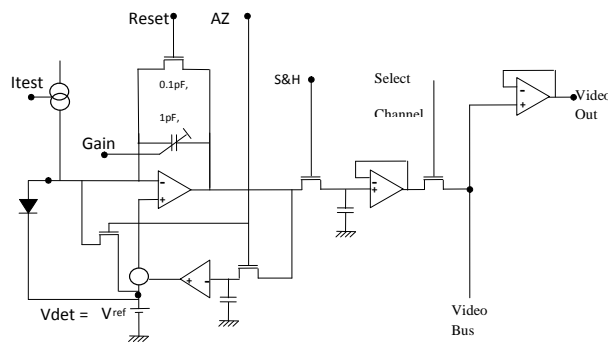 Reset AZ
Itest
0.1pF,
S&H
Select
Channel
Video
Out
1pF,
Gain
Vdet = Vref
Video
Bus